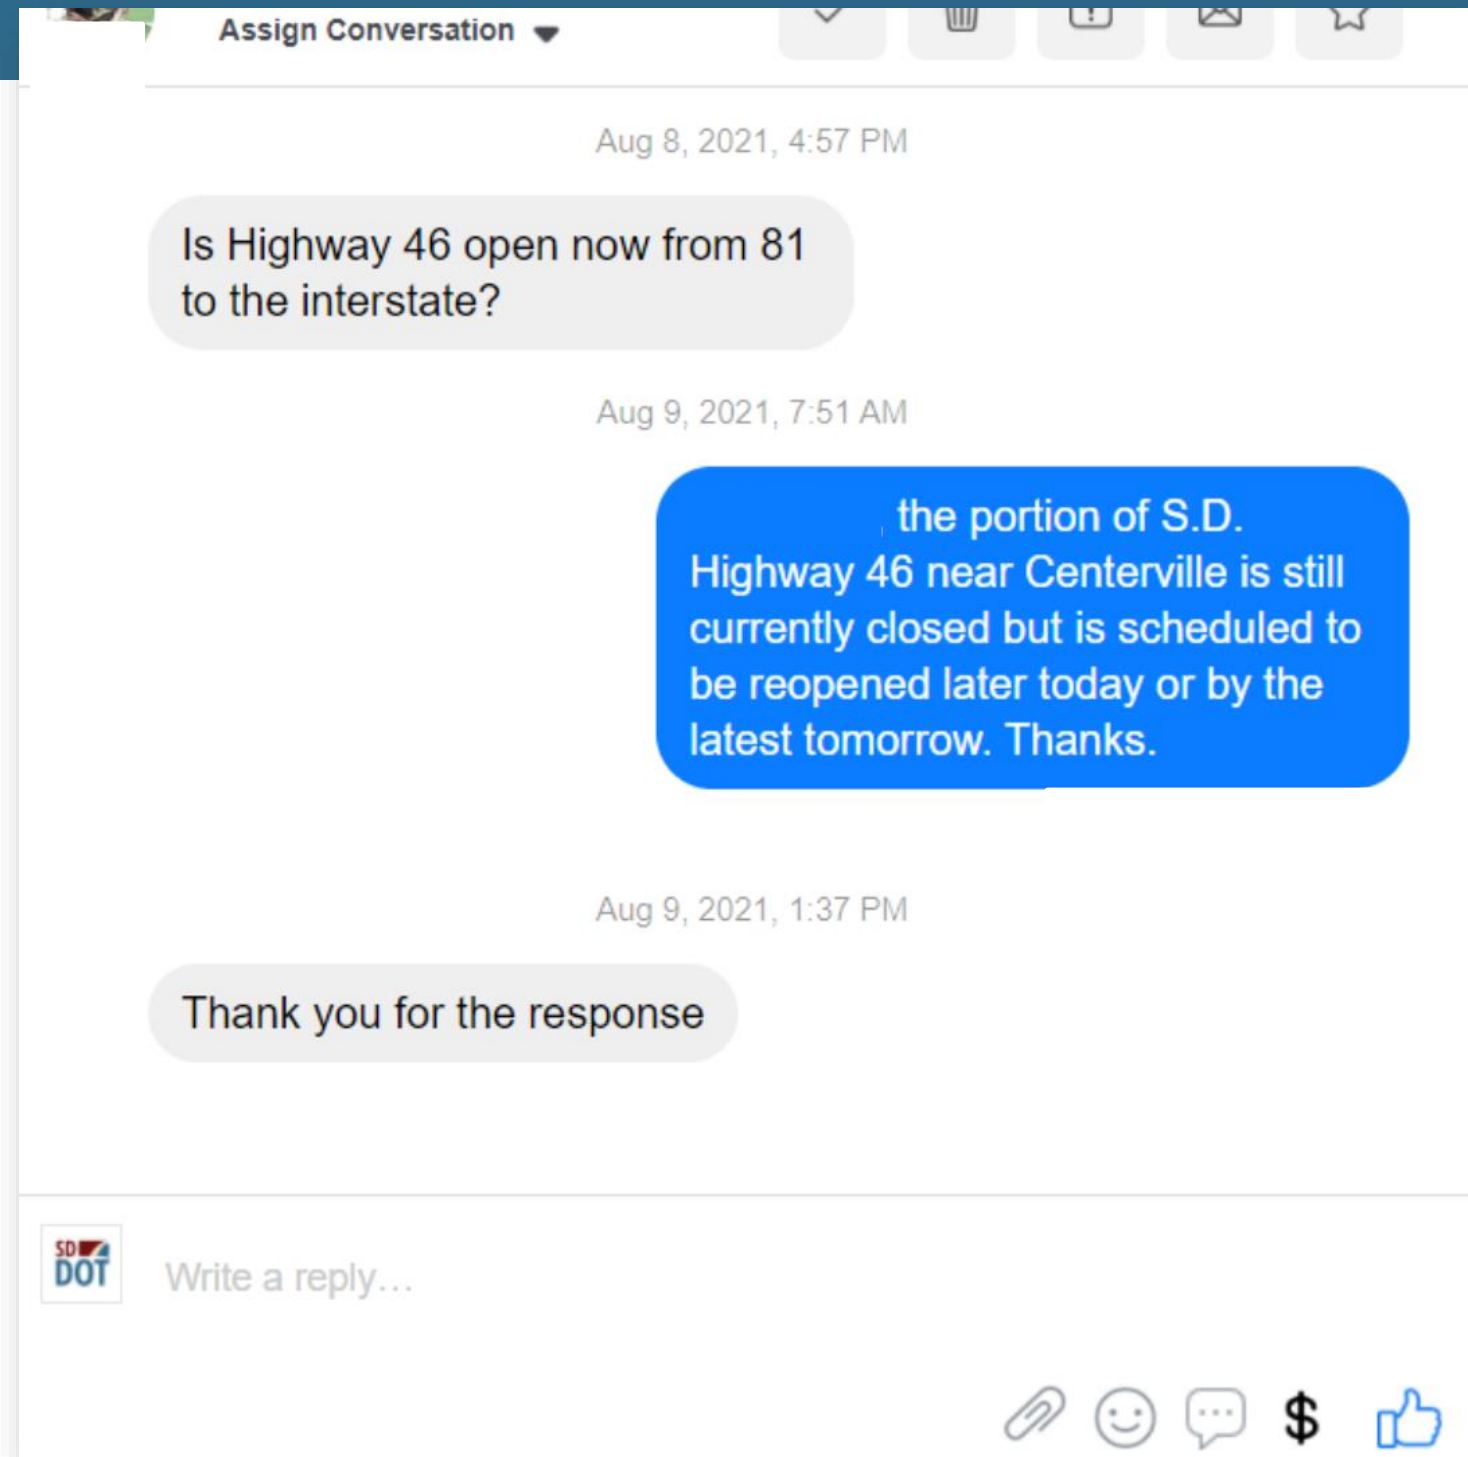 Assign Conversation
Aug 8, 2021, 4:57 PM
Is Highway 46 open now from 81
to the interstate?
Aug 9, 2021, 7:51 AM
the portion of S.D.
Highway 46 near Centerville is still
currently closed but is scheduled to
be reopened later today or by the
latest tomorrow. Thanks.
Aug 9, 2021, 1:37 PM
Thank you for the response
SD
DOT
Write a reply...
$